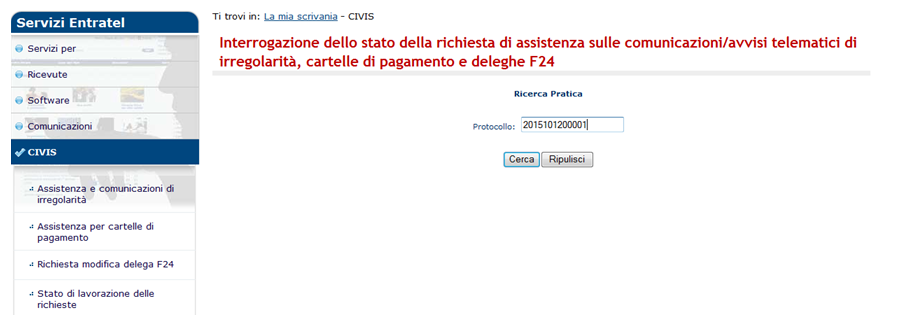 Servizi Entratel
Servizi per
Ricevute
Software
Comunicazioni
CIVIS
Assistenza e comunicazioni di
irregolarità
Assistenza per cartelle di
pagamento
Richiesta modifica delega F24
Stato di lavorazione delle
richieste
Ti trovi in: La mia scrivania - CIVIS
Interrogazione dello stato della richiesta di assistenza sulle comunicazioni/avvisi telematici di
irregolarità, cartelle di pagamento e deleghe F24
Ricerca Pratica
Protocollo: 2015101200001
Cerca Ripulisci